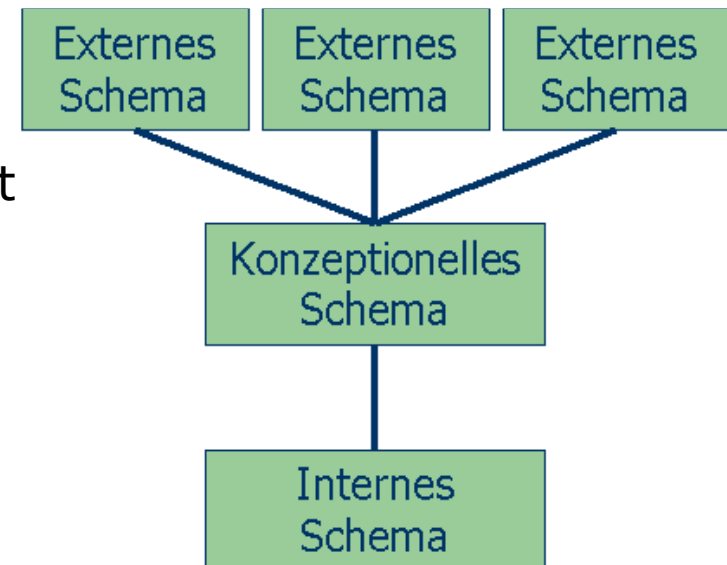 Externes
Schema
Externes
Schema
Externes
Schema
t
Konzeptionelles
Schema
Internes
Schema